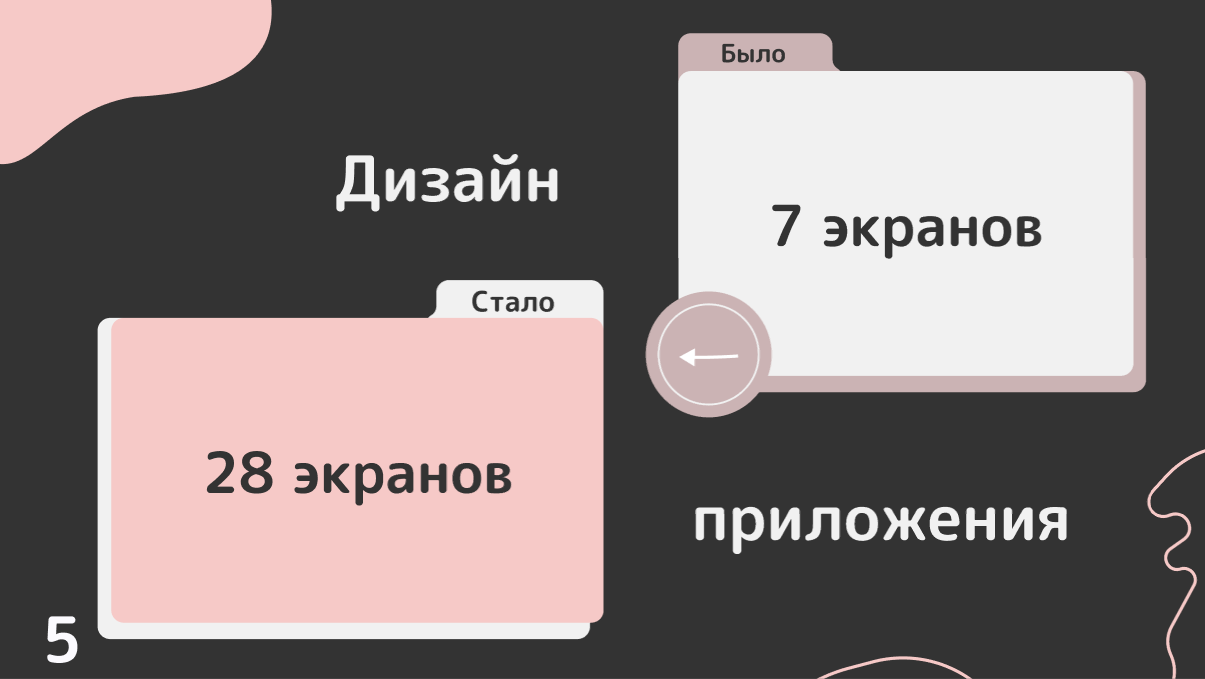 Было
Дизайн
7 экранов
Стало
28 экранов
приложения
5